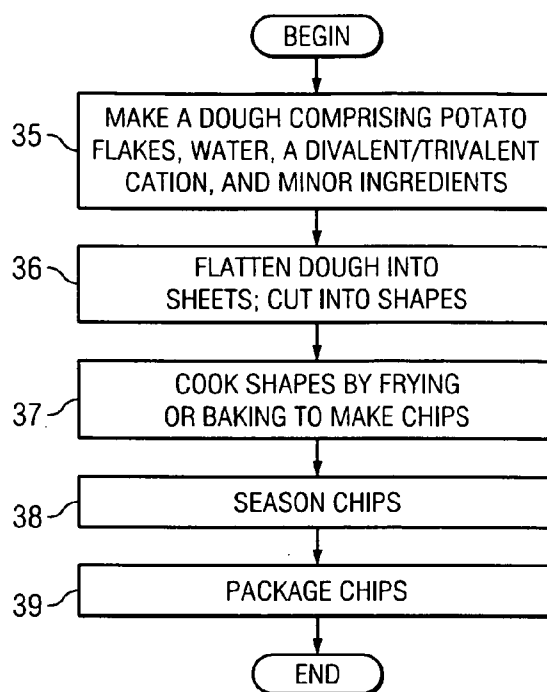 BEGIN
35
MAKE A DOUGH COMPRISING POTATO
FLAKES, WATER, A DIVALENT/TRIVALENT
CATION, AND MINOR INGREDIENTS
36
FLATTEN DOUGH INTO
SHEETS; CUT INTO SHAPES
37
COOK SHAPES BY FRYING
OR BAKING TO MAKE CHIPS
38
SEASON CHIPS
39
PACKAGE CHIPS
END